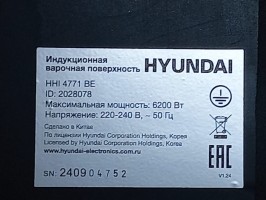 Индукционная
варочная поверхность HYUNDAI
HHI 4771 BE
ID: 2028078
Максимальная мощность: 6200 Вт
Напряжение: 220-240 В, ~ 50 Гц
Сделано в Китае
По лицензии Hyundai Corporation Holdings, Корея
Licensed by Hyundai Corporation Holdings, Korea
www.hyundai-electronics.com.ru
EAC
V1.24
SN: 240904752